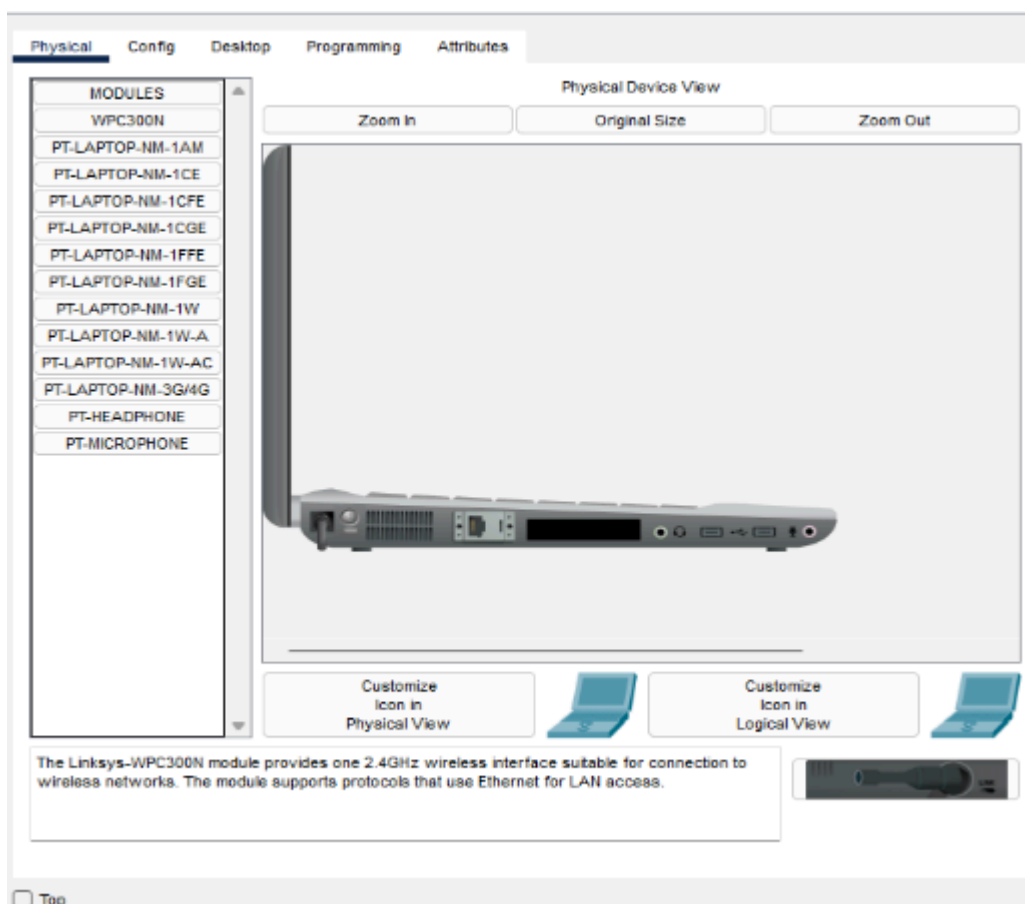 Physical Config Desktop Programming Attributes
MODULES
WPC300N
PT-LAPTOP-NM-1AM
PT-LAPTOP-NM-1CE
PT-LAPTOP-NM-1CFE
PT-LAPTOP-NM-1CGE
PT-LAPTOP-NM-1FFE
PT-LAPTOP-NM-1FGE
PT-LAPTOP-NM-1W
PT-LAPTOP-NM-1W-A
PT-LAPTOP-NM-1W-AC
PT-LAPTOP-NM-3G/4G
PT-HEADPHONE
PT-MICROPHONE
Physical Device View
Zoom In Original Size Zoom Out
Customize
Icon in
Physical View
Customize
Icon in
Logical View
The Linksys-WPC300N module provides one 2.4GHz wireless interface suitable for connection to
wireless networks. The module supports protocols that use Ethernet for LAN access.
Top